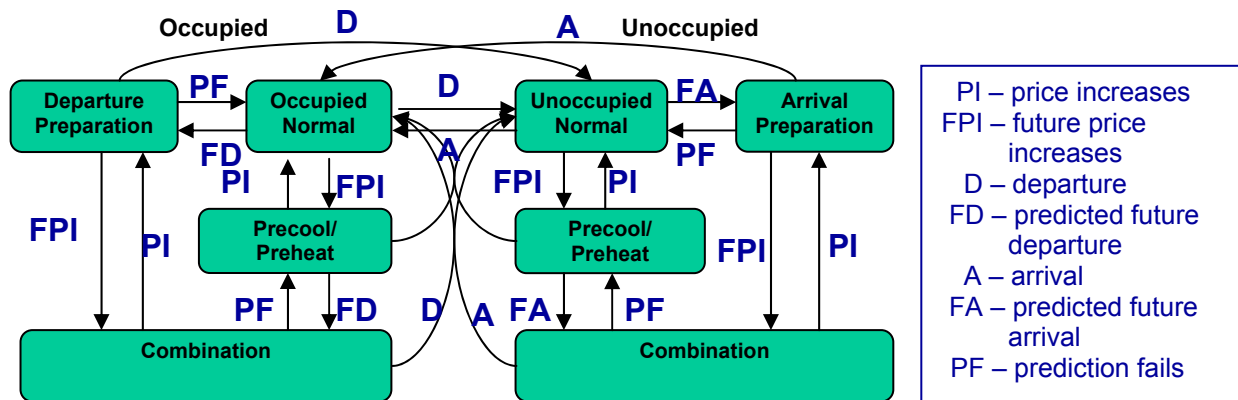 Occupied
D
A
Unoccupied
Departure
Preparation
PF
Occupied
Normal
D
Unoccupied
Normal
FA
Arrival
Preparation
FD
A
PF
PI
FPI
FPI
PI
FPI
PI
Precool/
Preheat
Precool/
Preheat
FPI
PI
PF
FD
D
A
FA
PF
Combination
Combination
PI – price increases
FPI – future price
increases
D – departure
FD – predicted future
departure
A – arrival
FA – predicted future
arrival
PF – prediction fails